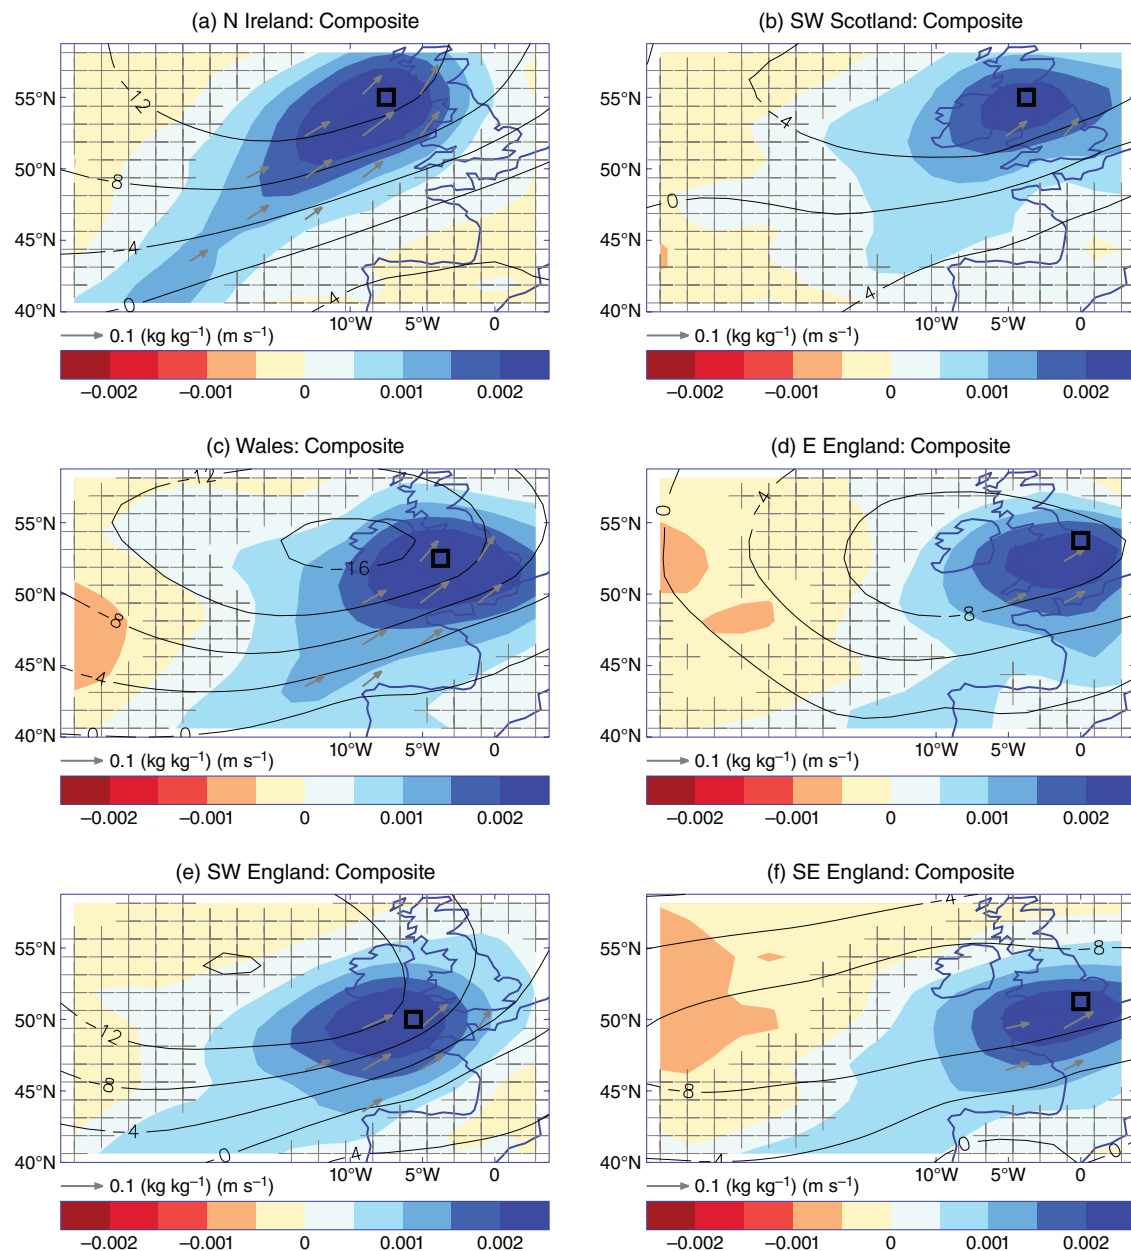 (a) N Ireland: Composite
(b) SW Scotland: Composite
55°N
50°N
45°N
40°N
−12
−8
−4
0
4
10°W 5°W 0
55°N
50°N
45°N
40°N
−4
0
4
10°W 5°W 0
0.1 (kg kg⁻¹) (m s⁻¹)
0.1 (kg kg⁻¹) (m s⁻¹)
−0.002 −0.001 0 0.001 0.002
−0.002 −0.001 0 0.001 0.002
(c) Wales: Composite
(d) E England: Composite
55°N
50°N
45°N
40°N
−12
−16
−8
−4
0 0
10°W 5°W 0
55°N
50°N
45°N
40°N
0
−4
−8
10°W 5°W 0
0.1 (kg kg⁻¹) (m s⁻¹)
0.1 (kg kg⁻¹) (m s⁻¹)
−0.002 −0.001 0 0.001 0.002
−0.002 −0.001 0 0.001 0.002
(e) SW England: Composite
(f) SE England: Composite
55°N
50°N
45°N
40°N
−12
−8
−4
0
4
10°W 5°W 0
55°N
50°N
45°N
40°N
−4
−8
−8
−4
0
0
10°W 5°W 0
0.1 (kg kg⁻¹) (m s⁻¹)
0.1 (kg kg⁻¹) (m s⁻¹)
−0.002 −0.001 0 0.001 0.002
−0.002 −0.001 0 0.001 0.002